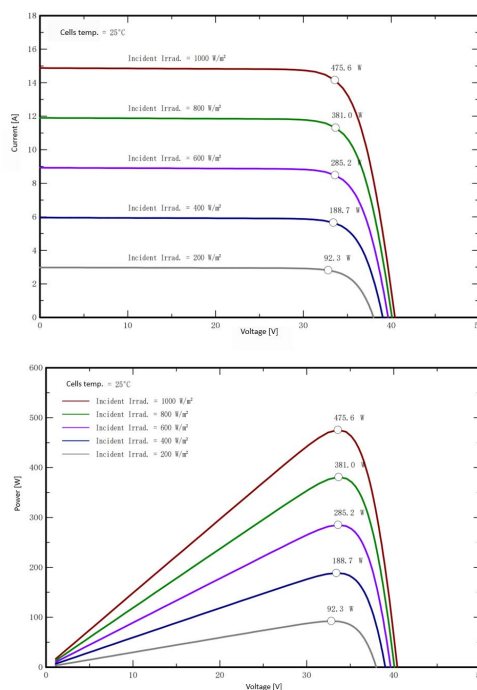 18
16
14
12
10
8
6
4
2
0
Current [A]
Cells temp. = 25°C
Incident Irrad. = 1000 W/m²
475.6 W
Incident Irrad. = 800 W/m²
381.0 W
Incident Irrad. = 600 W/m²
285.2 W
Incident Irrad. = 400 W/m²
188.7 W
Incident Irrad. = 200 W/m²
92.3 W
0 10 20 30 40
Voltage [V]
600
500
400
300
200
100
0
Power [W]
Cells temp. = 25°C
Incident Irrad. = 1000 W/m²
Incident Irrad. = 800 W/m²
Incident Irrad. = 600 W/m²
Incident Irrad. = 400 W/m²
Incident Irrad. = 200 W/m²
475.6 W
381.0 W
285.2 W
188.7 W
92.3 W
0 10 20 30 40
Voltage [V]